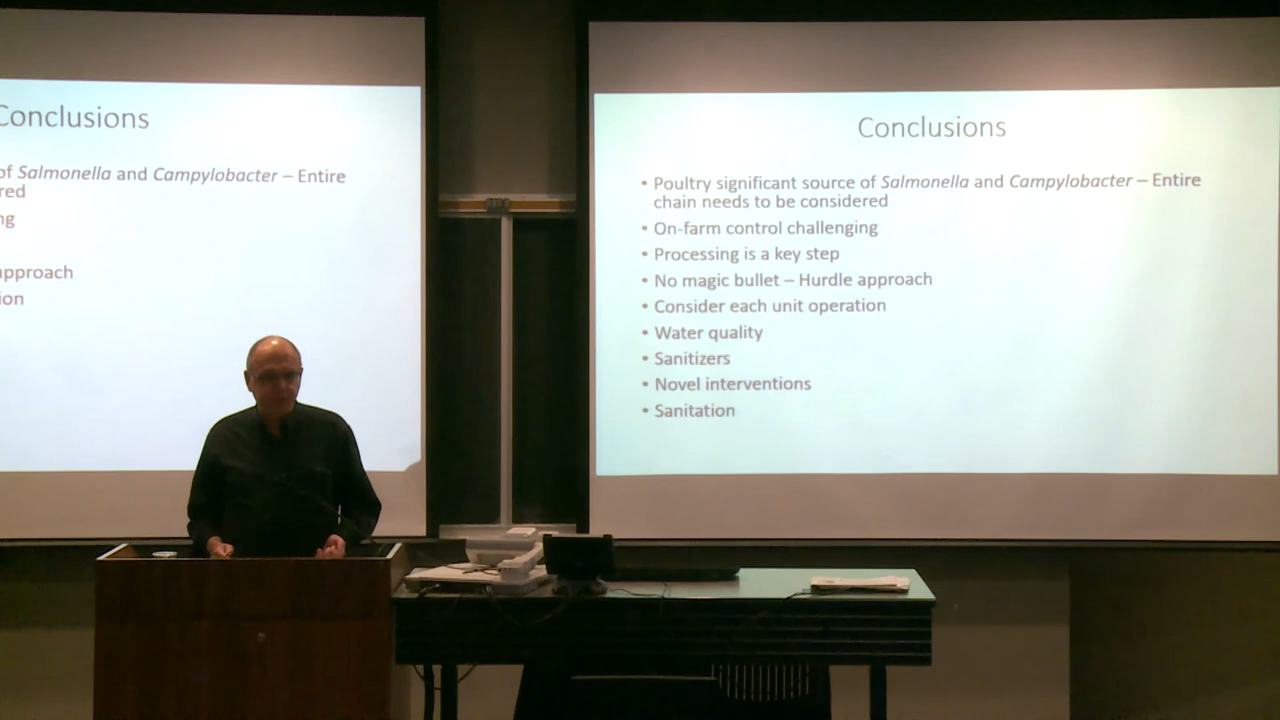 Conclusions
of Salmonella and Campylobacter – Entire
red
ng
approach
ion
Conclusions
• Poultry significant source of Salmonella and Campylobacter – Entire
chain needs to be considered
• On-farm control challenging
• Processing is a key step
• No magic bullet – Hurdle approach
• Consider each unit operation
• Water quality
• Sanitizers
• Novel interventions
• Sanitation